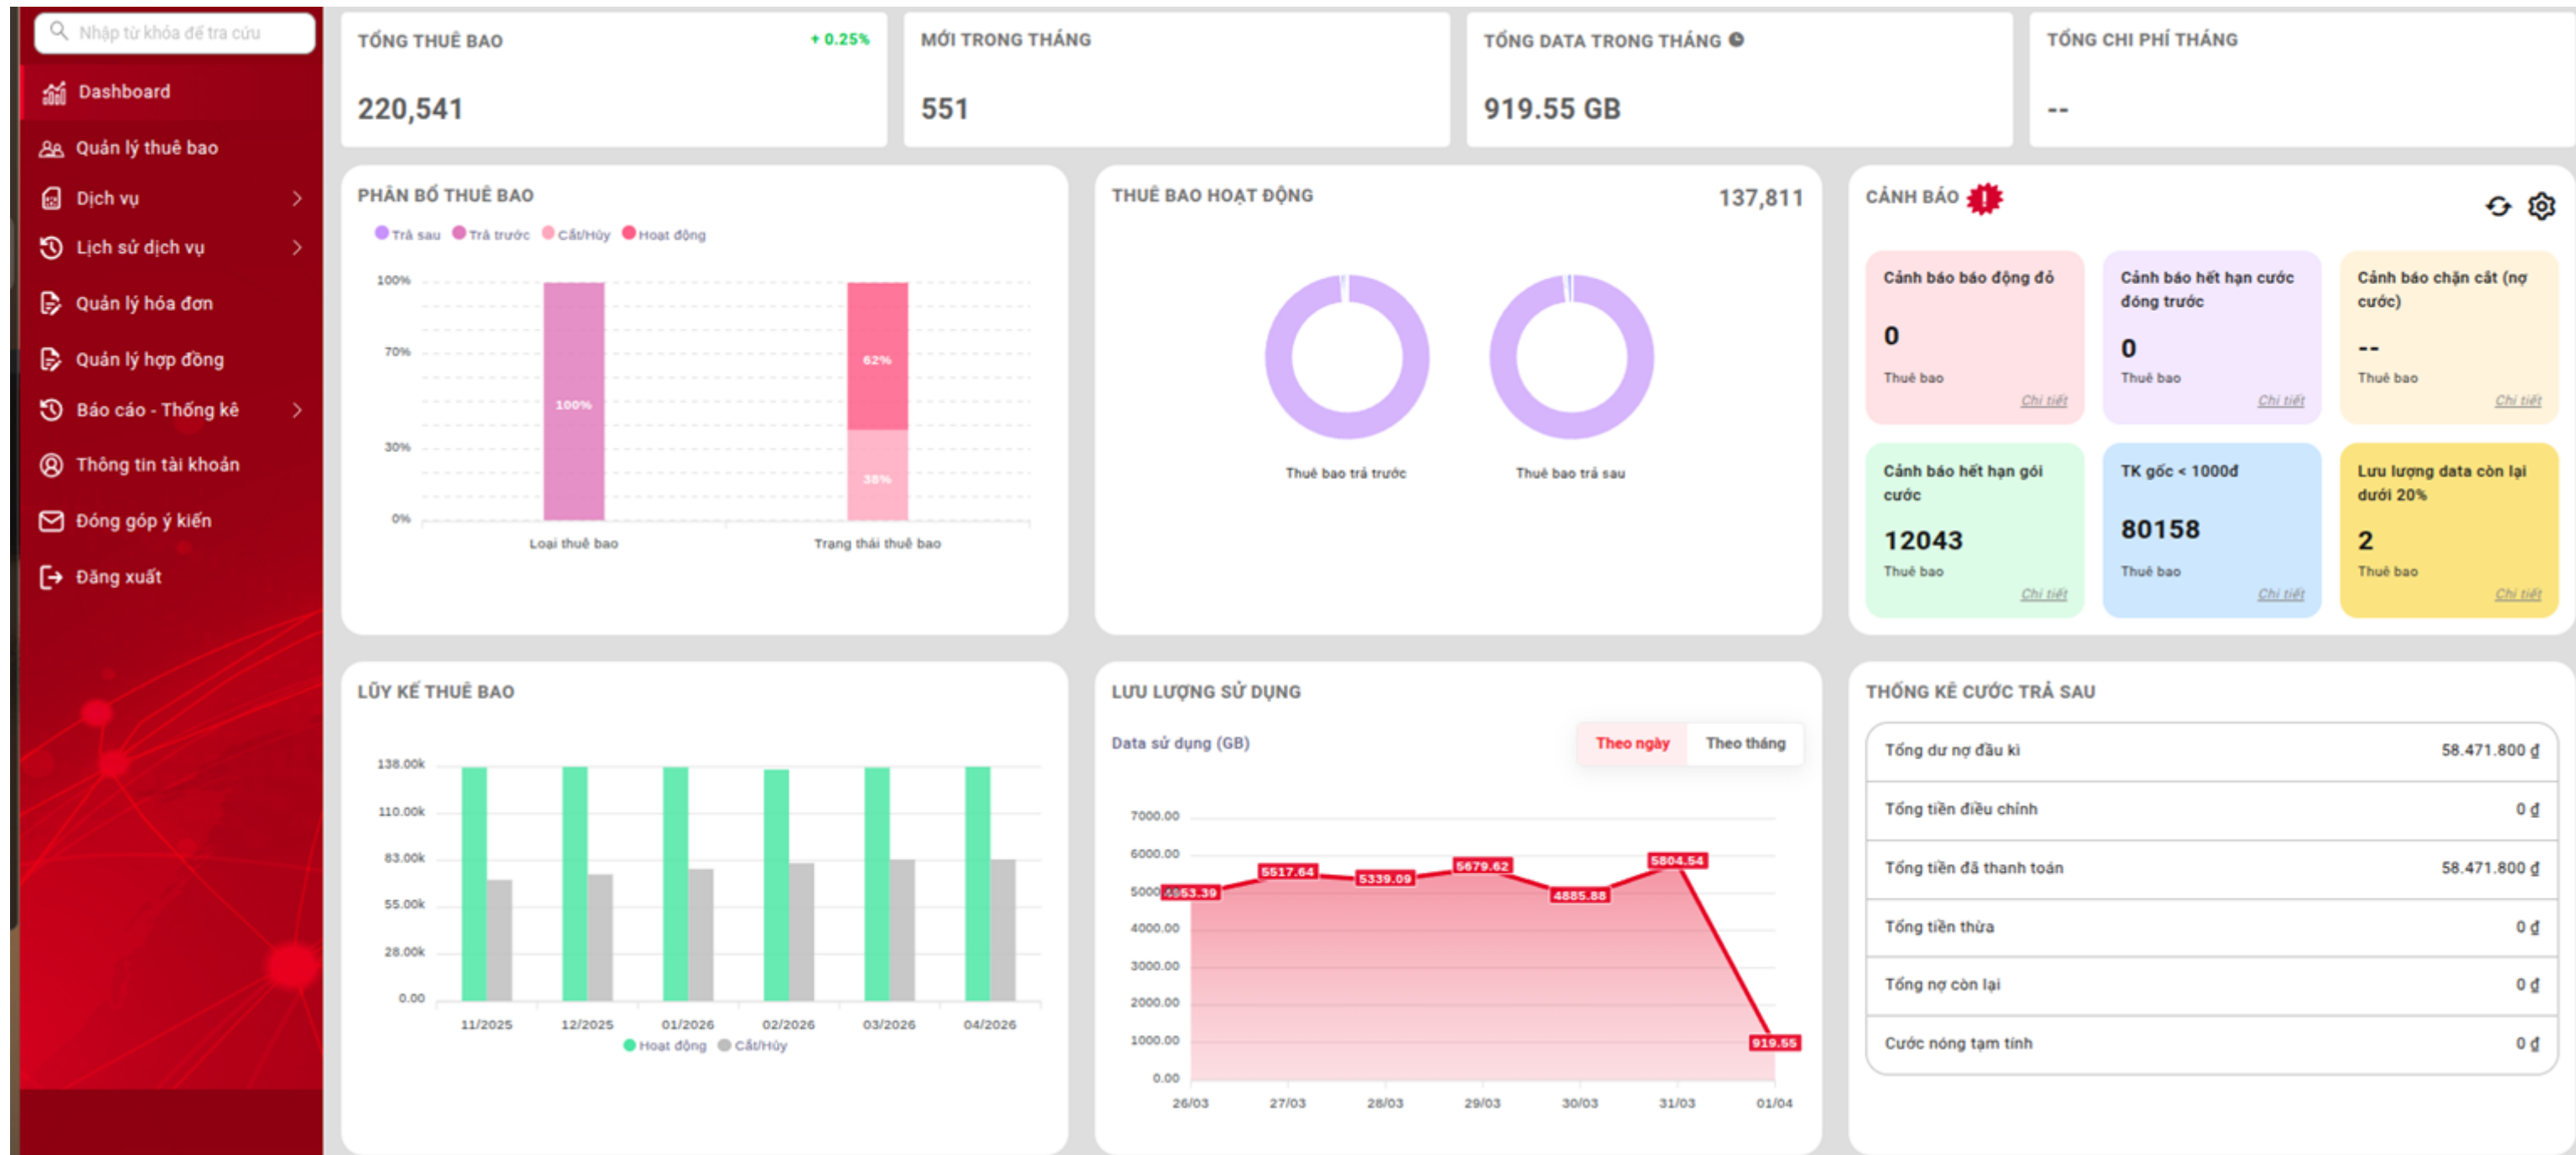 Nhập từ khóa để tra cứu
Dashboard
Quản lý thuê bao
Dịch vụ
Lịch sử dịch vụ
Quản lý hóa đơn
Quản lý hợp đồng
Báo cáo - Thống kê
Thông tin tài khoản
Đóng góp ý kiến
Đăng xuất
TỔNG THUÊ BAO
+ 0.25%
220,541
MỚI TRONG THÁNG
551
TỔNG DATA TRONG THÁNG
919.55 GB
TỔNG CHI PHÍ THÁNG
--
PHÂN BỐ THUÊ BAO
Trả sau Trả trước Cắt/Hủy Hoạt động
100%
70%
30%
0%
100%
62%
38%
Loại thuê bao
Trạng thái thuê bao
THUÊ BAO HOẠT ĐỘNG
137,811
Thuê bao trả trước
Thuê bao trả sau
CẢNH BÁO
Cảnh báo báo động đỏ
0
Thuê bao
Chi tiết
Cảnh báo hết hạn cước
đóng trước
0
Thuê bao
Chi tiết
Cảnh báo chặn cắt (nợ
cước)
--
Thuê bao
Chi tiết
Cảnh báo hết hạn gói
cước
12043
Thuê bao
Chi tiết
TK gốc < 1000đ
80158
Thuê bao
Chi tiết
Lưu lượng data còn lại
dưới 20%
2
Thuê bao
Chi tiết
LŨY KẾ THUÊ BAO
138.00k
110.00k
83.00k
55.00k
28.00k
0.00
11/2025
12/2025
01/2026
02/2026
03/2026
04/2026
Hoạt động Cắt/Hủy
LƯU LƯỢNG SỬ DỤNG
Data sử dụng (GB)
Theo ngày
Theo tháng
7000.00
6000.00
5000
4000.00
3000.00
2000.00
1000.00
0.00
4953.39
5517.64
5339.09
5679.62
4885.88
5804.54
919.55
26/03
27/03
28/03
29/03
30/03
31/03
01/04
THỐNG KÊ CƯỚC TRẢ SAU
Tổng dư nợ đầu kì 58.471.800 ₫
Tổng tiền điều chỉnh 0 ₫
Tổng tiền đã thanh toán 58.471.800 ₫
Tổng tiền thừa 0 ₫
Tổng nợ còn lại 0 ₫
Cước nóng tạm tính 0 ₫